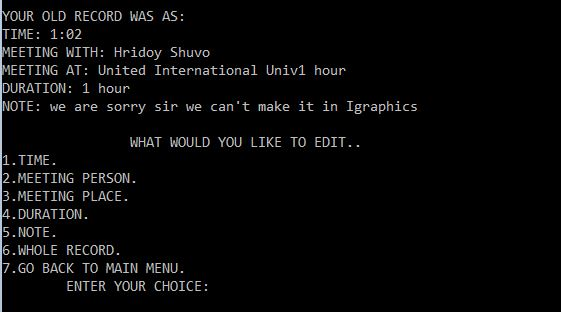 YOUR OLD RECORD WAS AS:
TIME: 1:02
MEETING WITH: Hridoy Shuvo
MEETING AT: United International Univ1 hour
DURATION: 1 hour
NOTE: we are sorry sir we can't make it in Igraphics
WHAT WOULD YOU LIKE TO EDIT..
1.TIME.
2.MEETING PERSON.
3.MEETING PLACE.
4.DURATION.
5.NOTE.
6.WHOLE RECORD.
7.GO BACK TO MAIN MENU.
ENTER YOUR CHOICE: